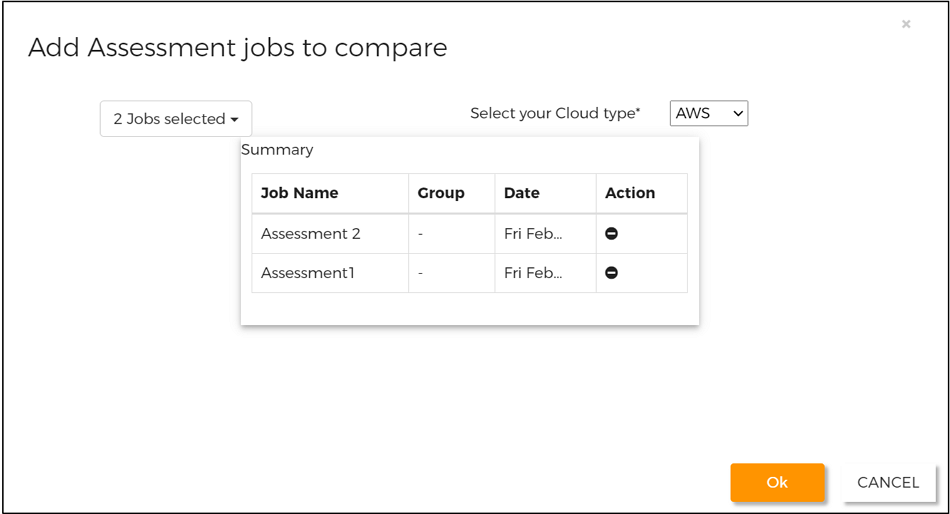 ×
Add Assessment jobs to compare
2 Jobs selected Select your Cloud type* AWS
Summary
Job Name Group Date Action
Assessment 2 - Fri Feb...
Assessment1 - Fri Feb...
Ok CANCEL